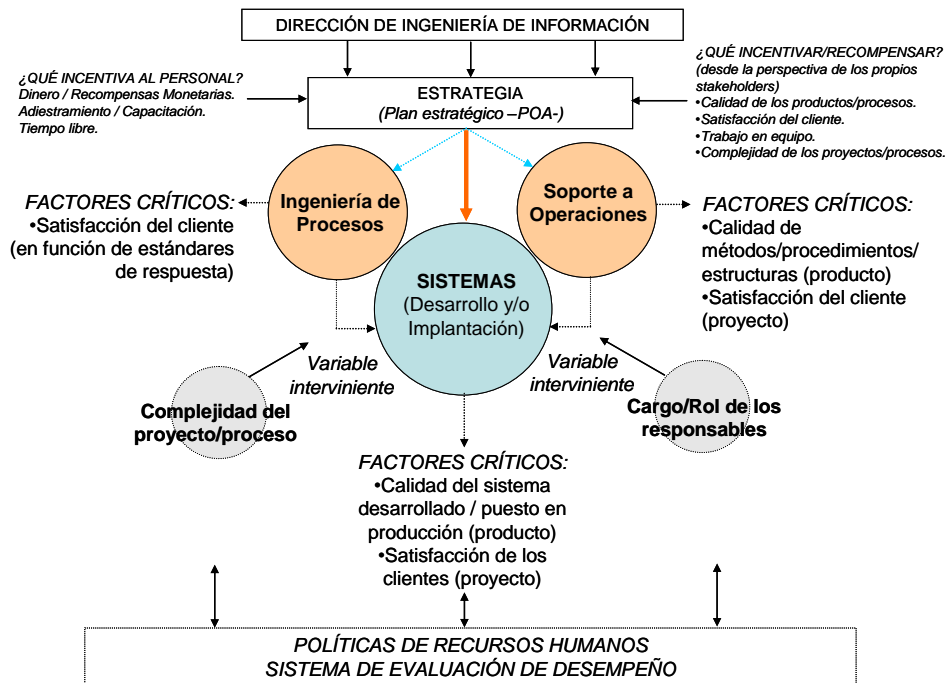 DIRECCIÓN DE INGENIERÍA DE INFORMACIÓN
¿QUÉ INCENTIVA AL PERSONAL?
Dinero / Recompensas Monetarias.
Adiestramiento / Capacitación.
Tiempo libre.
ESTRATEGIA
(Plan estratégico –POA-)
¿QUÉ INCENTIVAR/RECOMPENSAR?
(desde la perspectiva de los propios
stakeholders)
•Calidad de los productos/procesos.
•Satisfacción del cliente.
•Trabajo en equipo.
•Complejidad de los proyectos/procesos.
Ingeniería de
Procesos
Soporte a
Operaciones
FACTORES CRÍTICOS:
•Satisfacción del cliente
(en función de estándares
de respuesta)
FACTORES CRÍTICOS:
•Calidad de
métodos/procedimientos/
estructuras (producto)
•Satisfacción del cliente
(proyecto)
SISTEMAS
(Desarrollo y/o
Implantación)
Variable
interviniente
Variable
interviniente
Complejidad del
proyecto/proceso
Cargo/Rol de los
responsables
FACTORES CRÍTICOS:
•Calidad del sistema
desarrollado / puesto en
producción (producto)
•Satisfacción de los
clientes (proyecto)
POLÍTICAS DE RECURSOS HUMANOS
SISTEMA DE EVALUACIÓN DE DESEMPEÑO